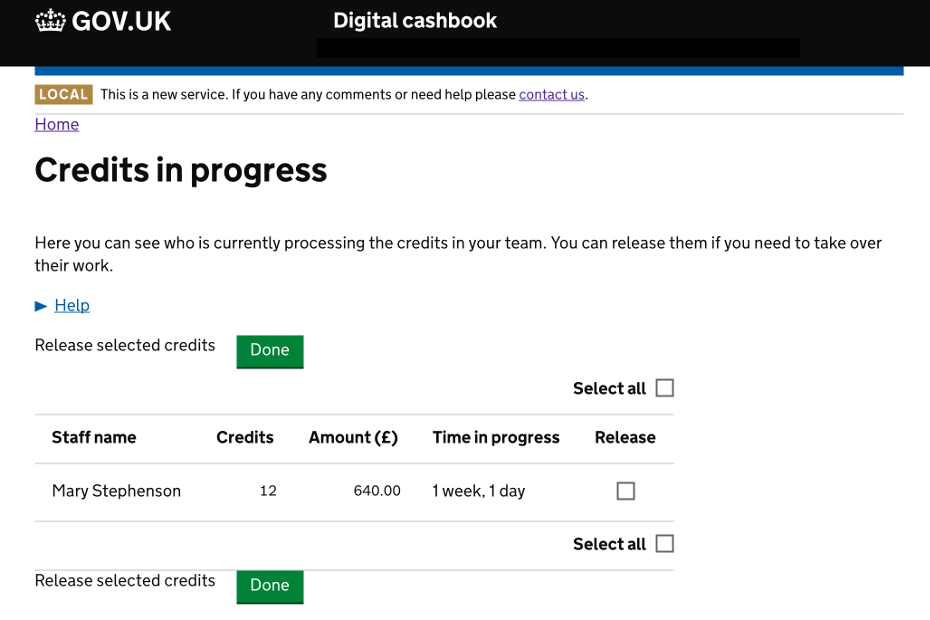 GOV.UK Digital cashbook
LOCAL This is a new service. If you have any comments or need help please contact us.
Home
Credits in progress
Here you can see who is currently processing the credits in your team. You can release them if you need to take over
their work.
Help
Release selected credits Done
Select all
Staff name Credits Amount (£) Time in progress Release
Mary Stephenson 12 640.00 1 week, 1 day
Select all
Release selected credits Done